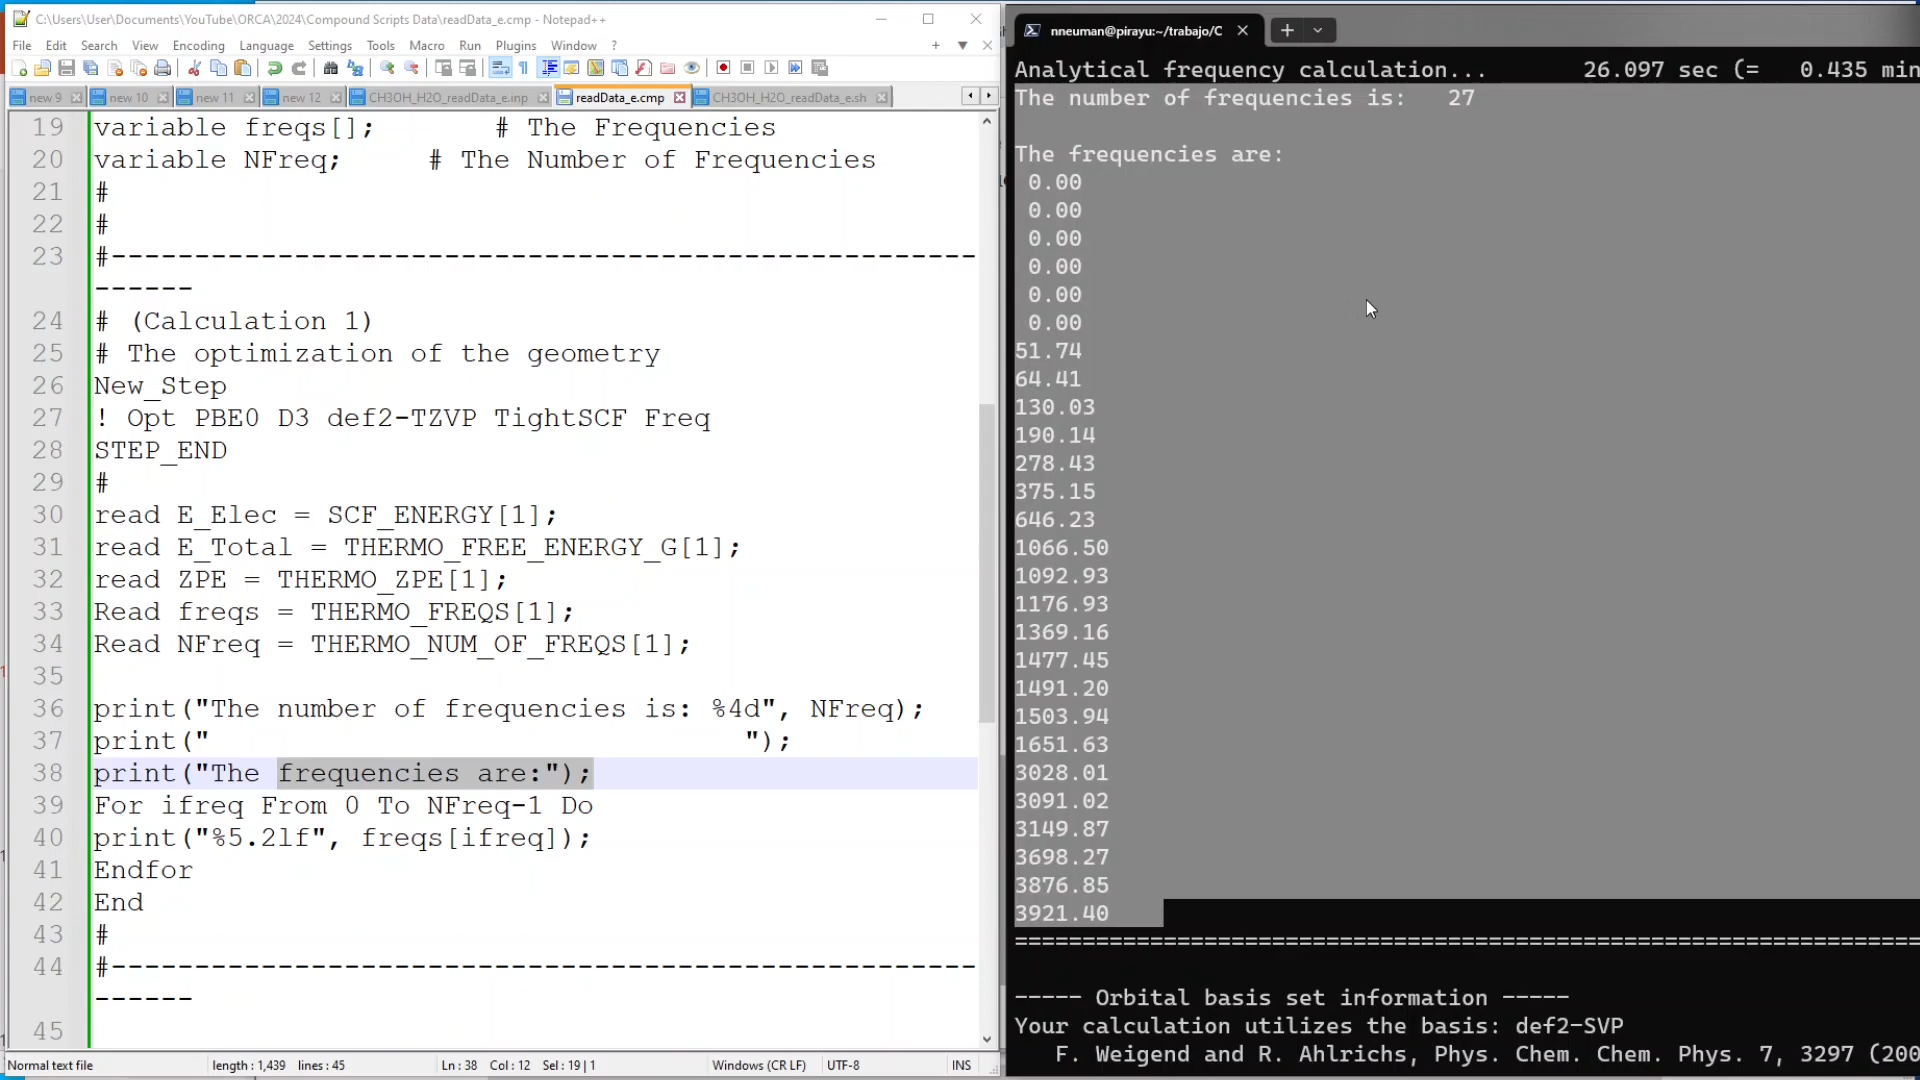 C:\Users\User\Documents\YouTube\ORCA\2024\Compound Scripts Data\readData_e.cmp - Notepad++
File Edit Search View Encoding Language Settings Tools Macro Run Plugins Window ?
new 9 new 10 new 11 new 12 CH3OH_H2O_readData_e.inp readData_e.cmp CH3OH_H2O_readData_e.sh
19 variable freqs[]; # The Frequencies
20 variable NFreq; # The Number of Frequencies
21 #
22 #
23 #----------------------------------------------------
------
24 # (Calculation 1)
25 # The optimization of the geometry
26 New_Step
27 ! Opt PBE0 D3 def2-TZVP TightSCF Freq
28 STEP_END
29 #
30 read E_Elec = SCF_ENERGY[1];
31 read E_Total = THERMO_FREE_ENERGY_G[1];
32 read ZPE = THERMO_ZPE[1];
33 Read freqs = THERMO_FREQS[1];
34 Read NFreq = THERMO_NUM_OF_FREQS[1];
35
36 print("The number of frequencies is: %4d", NFreq);
37 print("                                ");
38 print("The frequencies are:");
39 For ifreq From 0 To NFreq-1 Do
40 print("%5.2lf", freqs[ifreq]);
41 Endfor
42 End
43 #
44 #----------------------------------------------------
------
45
Normal text file length : 1,439 lines : 45 Ln : 38 Col : 12 Sel : 19 | 1 Windows (CR LF) UTF-8 INS
nneuman@pirayu:~/trabajo/C
Analytical frequency calculation... 26.097 sec (= 0.435 min
The number of frequencies is: 27
The frequencies are:
0.00
0.00
0.00
0.00
0.00
0.00
51.74
64.41
130.03
190.14
278.43
375.15
646.23
1066.50
1092.93
1176.93
1369.16
1477.45
1491.20
1503.94
1651.63
3028.01
3091.02
3149.87
3698.27
3876.85
3921.40
===================================================================
----- Orbital basis set information -----
Your calculation utilizes the basis: def2-SVP
F. Weigend and R. Ahlrichs, Phys. Chem. Chem. Phys. 7, 3297 (200